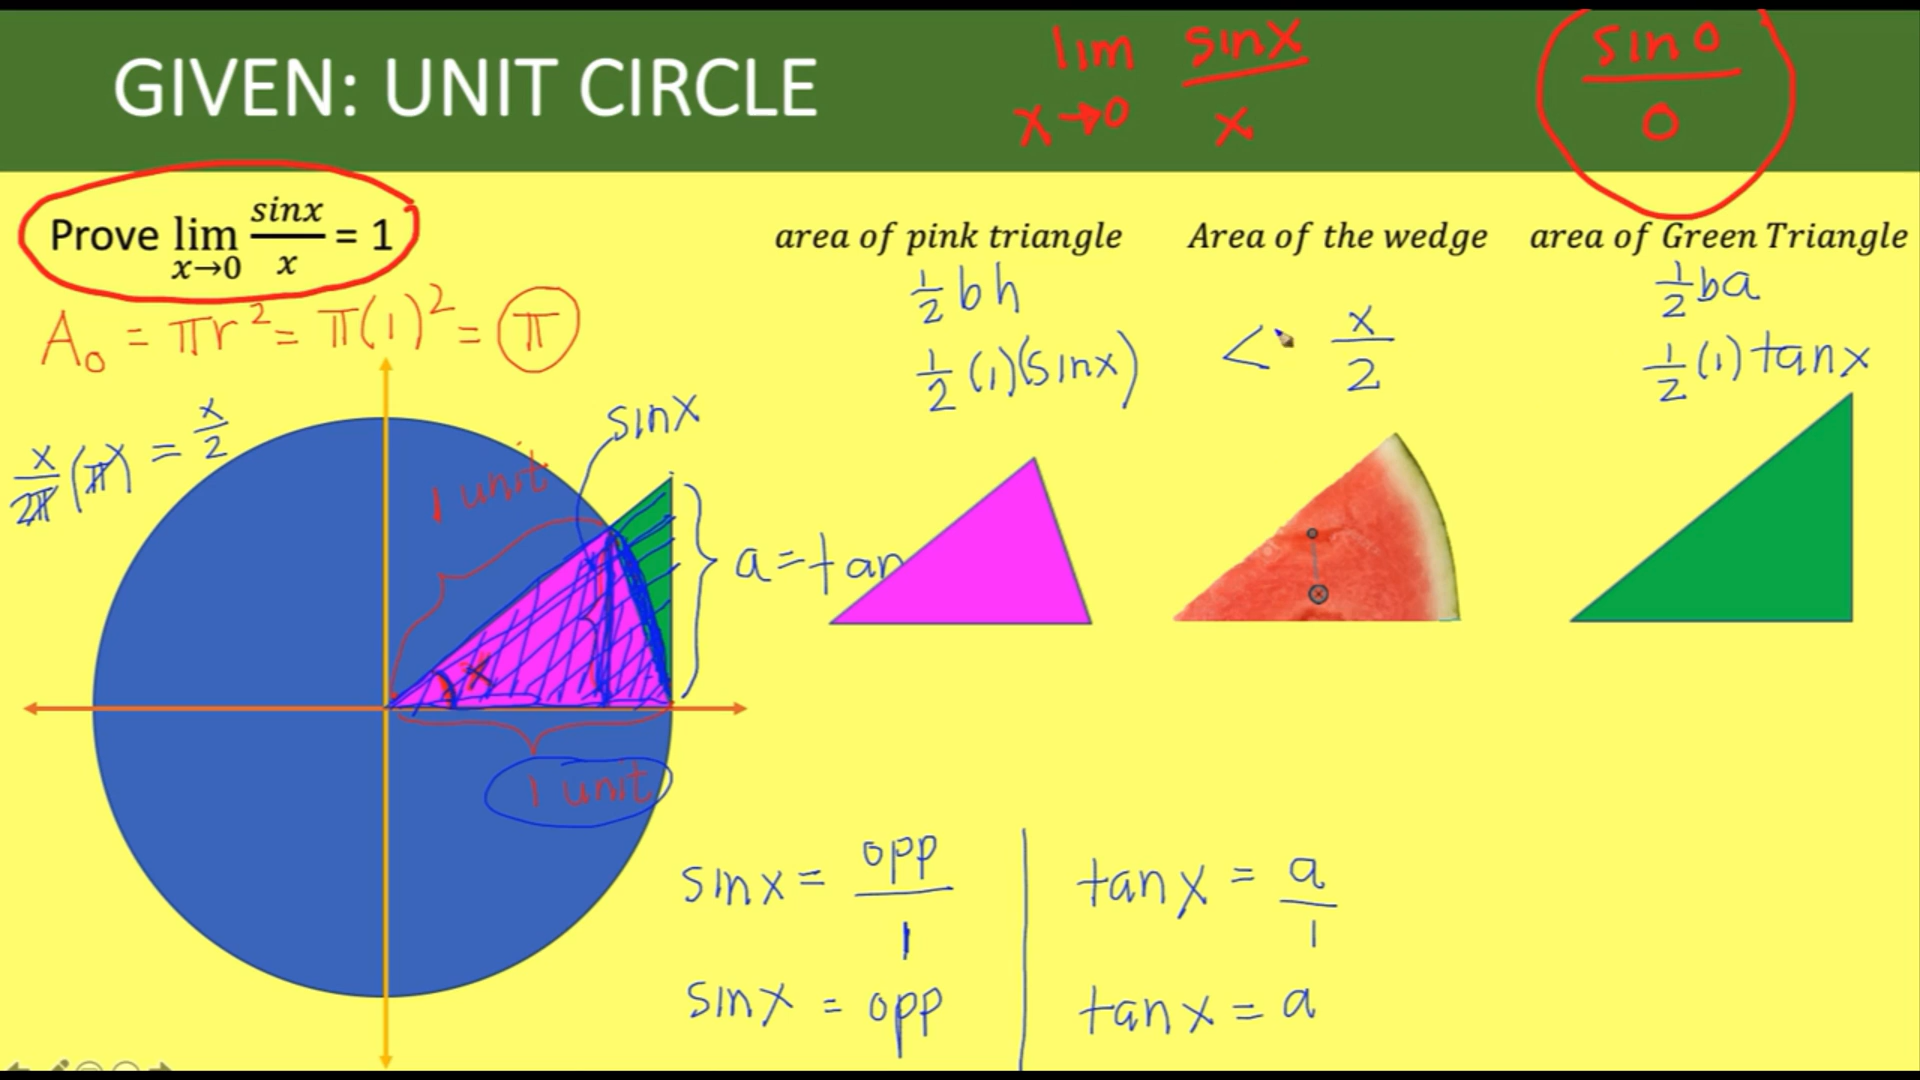 GIVEN: UNIT CIRCLE
lim x→0 sinx/x
sin0/0
Prove lim x→0 sinx/x = 1
A₀ = πr² = π(1)² = π
x/2π (π) = x/2
area of pink triangle
½bh
½(1)(sinx)
<
Area of the wedge
x/2
area of Green Triangle
½ba
½(1)tanx
sinx
1 unit
x
a=tan
1 unit
sinx = opp/1
sinx = opp
tanx = a/1
tanx = a